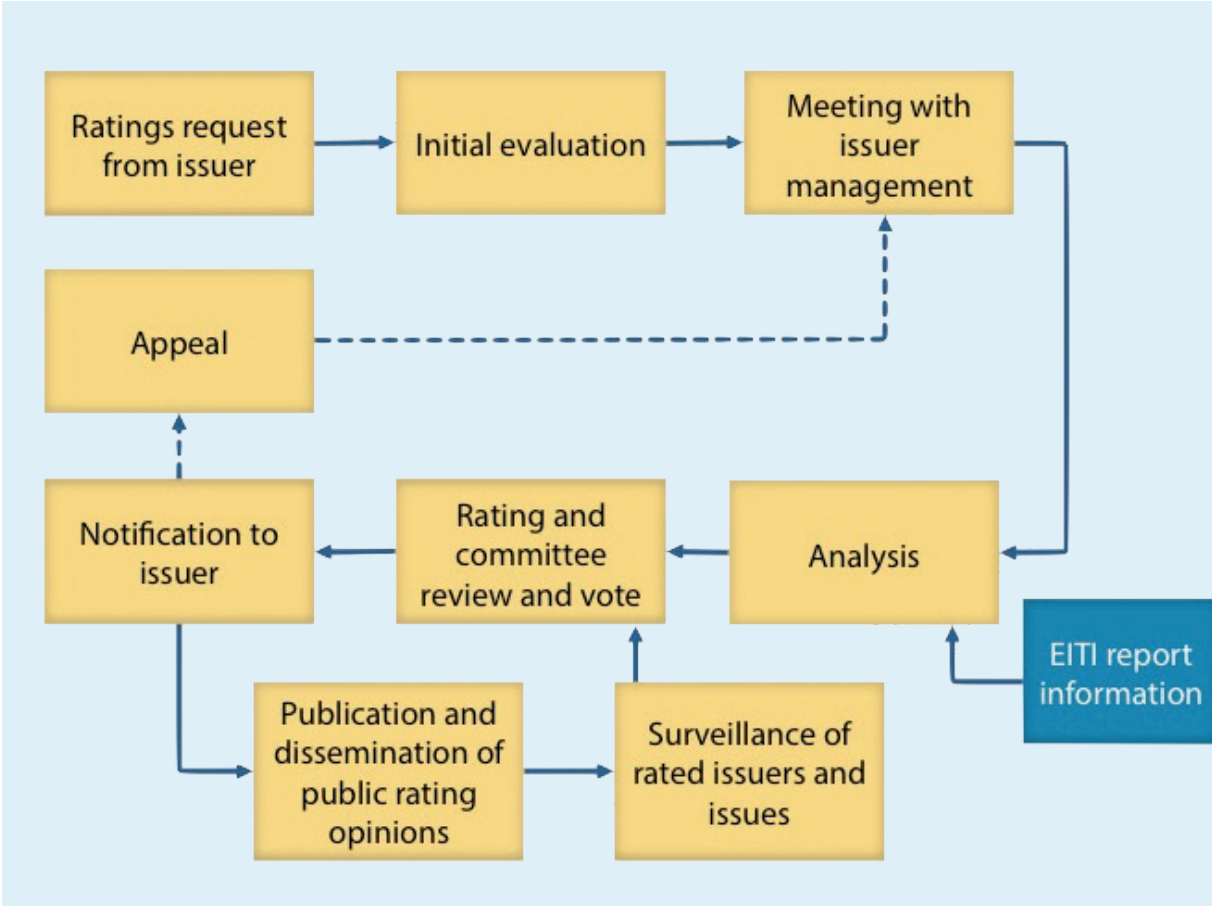 Ratings request
from issuer
Initial evaluation
Meeting with
issuer
management
Appeal
Notification to
issuer
Rating and
committee
review and vote
Analysis
EITI report
information
Publication and
dissemination of
public rating
opinions
Surveillance of
rated issuers and
issues